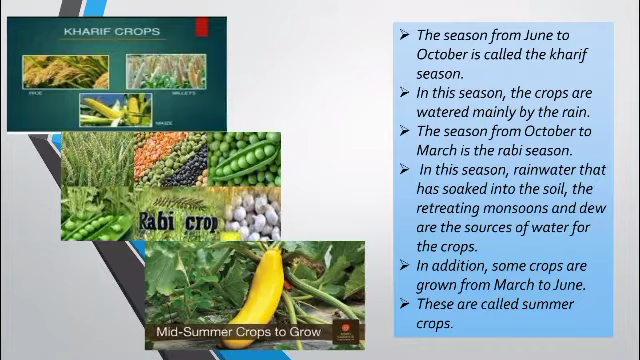 KHARIF CROPS
RICE
MILLETS
MAIZE
Rabi crop
Mid-Summer Crops to Grow
➢ The season from June to
October is called the kharif
season.
➢ In this season, the crops are
watered mainly by the rain.
➢ The season from October to
March is the rabi season.
➢ In this season, rainwater that
has soaked into the soil, the
retreating monsoons and dew
are the sources of water for
the crops.
➢ In addition, some crops are
grown from March to June.
➢ These are called summer
crops.